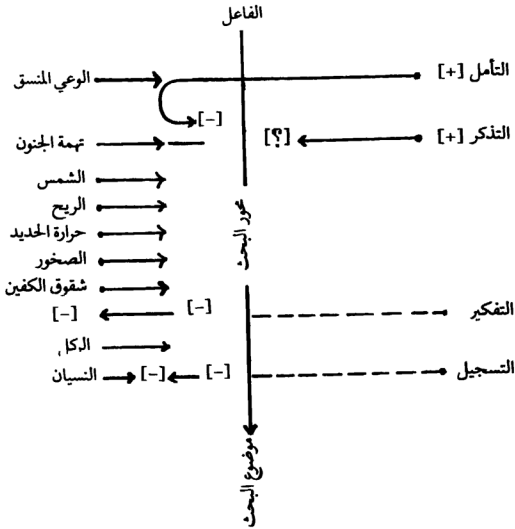 الفاعل
التأمل [+]
الوعي المنسق
[-]
التذكر [+]
[؟]
تهمة الجنون
الشمس
الريح
محور البحث
حرارة الحديد
الصخور
شقوق الكفين
التفكير
[-]
[-]
التسجيل
[-]
[-]
النسيان
موضوع البحث